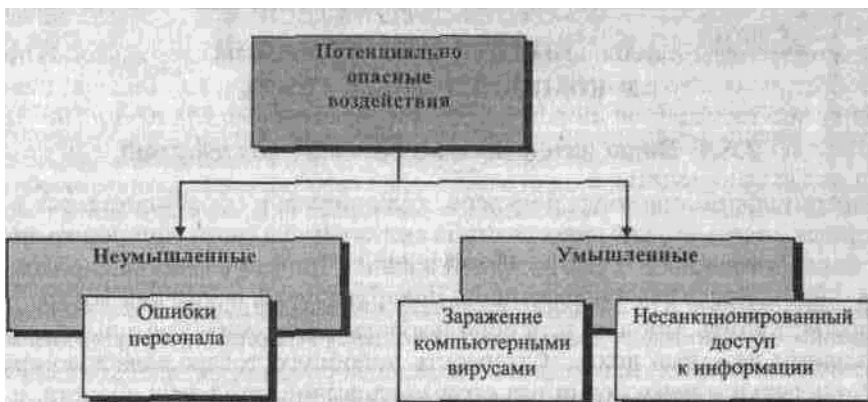 Потенциально
опасные
воздействия
Неумышленные
Ошибки
персонала
Умышленные
Заражение
компьютерными
вирусами
Несанкционированный
доступ
к информации